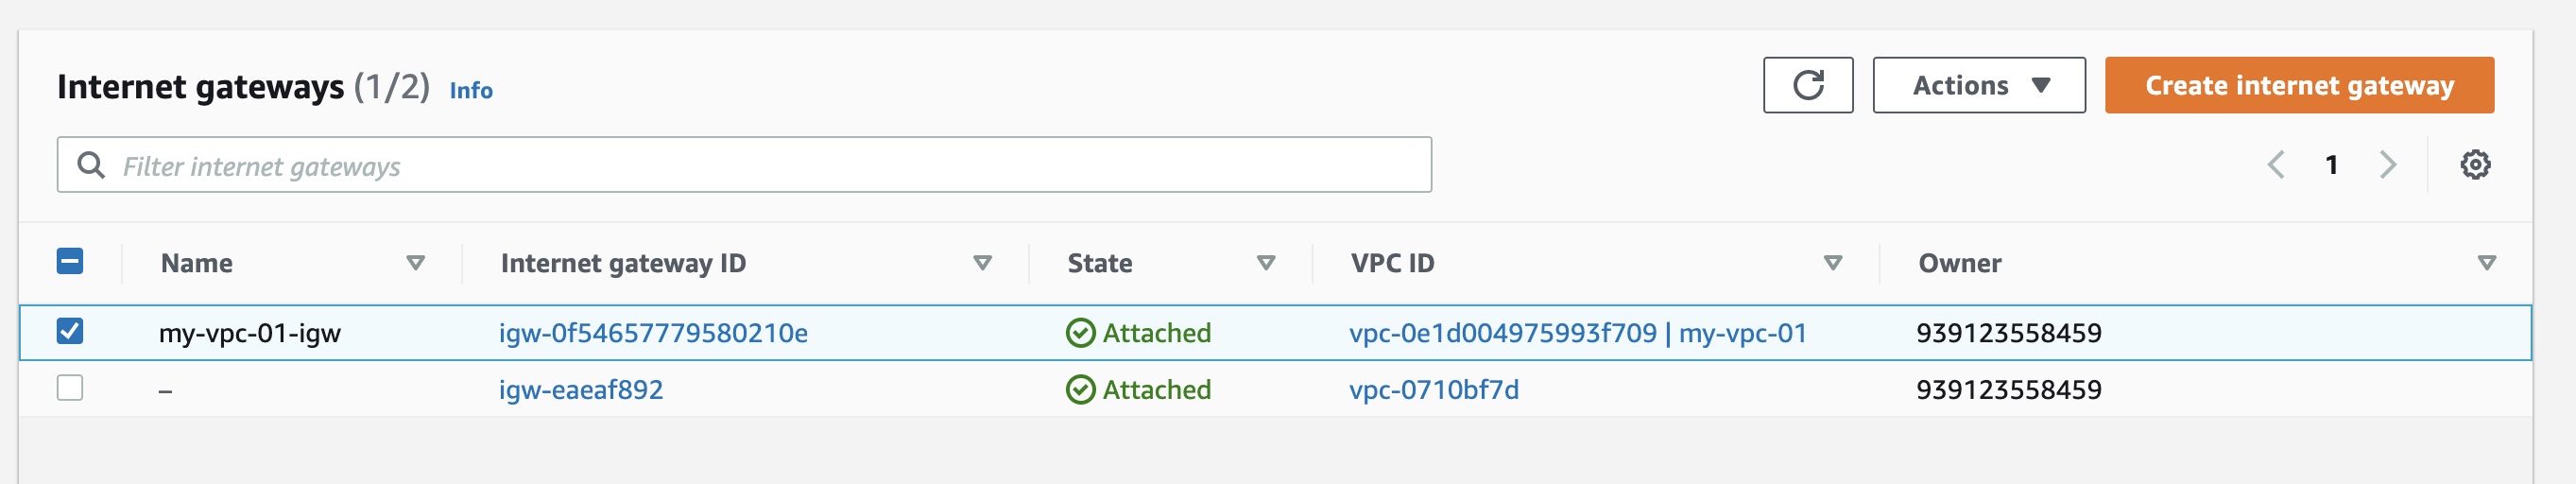 Internet gateways (1/2) Info
Actions
Create internet gateway
Filter internet gateways
1
Name Internet gateway ID State VPC ID Owner
my-vpc-01-igw igw-0f54657779580210e Attached vpc-0e1d004975993f709 | my-vpc-01 939123558459
– igw-eaeaf892 Attached vpc-0710bf7d 939123558459